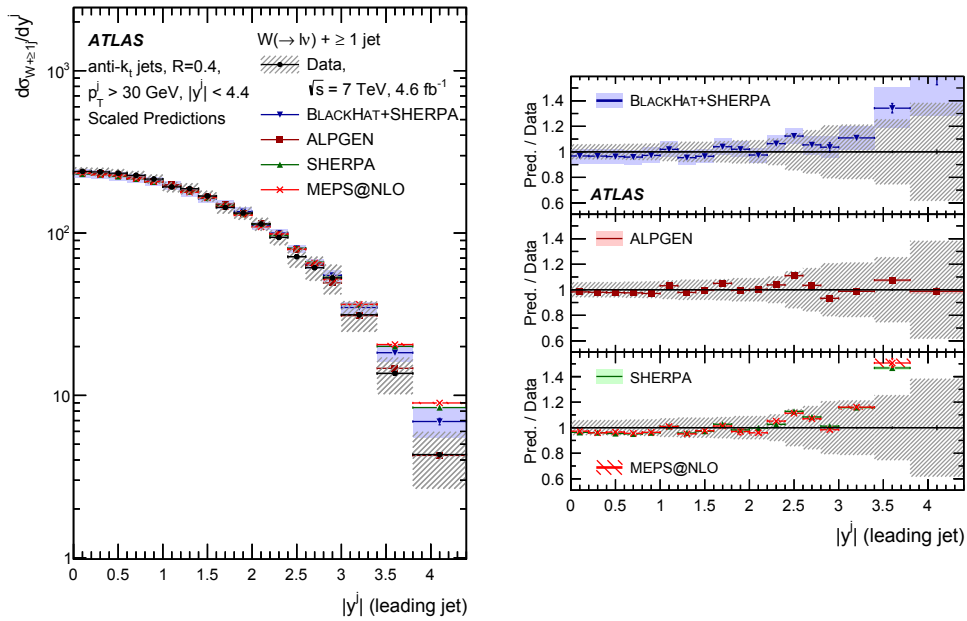 dσ_{W+≥1j}/dy^j
ATLAS
anti-k_t jets, R=0.4,
p_T^j > 30 GeV, |y^j| < 4.4
Scaled Predictions
W(→ lν) + ≥ 1 jet
Data,
√s = 7 TeV, 4.6 fb⁻¹
BLACKHAT+SHERPA
ALPGEN
SHERPA
MEPS@NLO
10³
10²
10
1
0 0.5 1 1.5 2 2.5 3 3.5 4
|y^j| (leading jet)
Pred. / Data
1.4
1.2
1
0.8
0.6
BLACKHAT+SHERPA
ATLAS
Pred. / Data
1.4
1.2
1
0.8
0.6
ALPGEN
Pred. / Data
1.4
1.2
1
0.8
0.6
SHERPA
MEPS@NLO
0 0.5 1 1.5 2 2.5 3 3.5 4
|y^j| (leading jet)